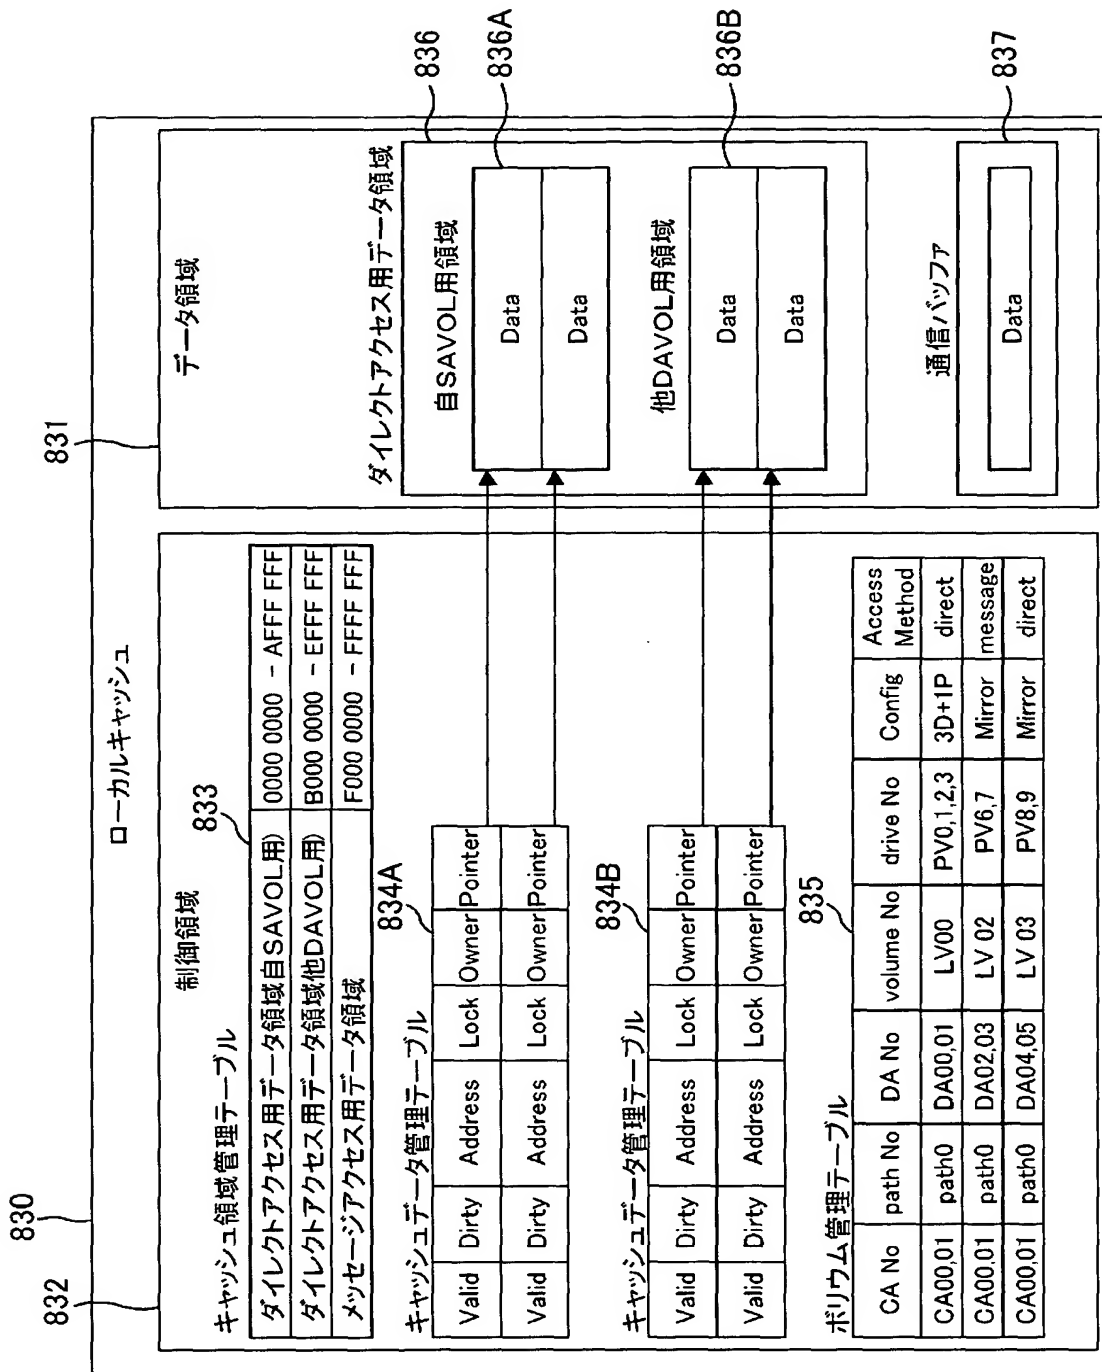 830
ローカルキャッシュ
832
制御領域
キャッシュ領域管理テーブル
833
ダイレクトアクセス用データ領域自SAVOL用) 0000 0000 - AFFF FFF
ダイレクトアクセス用データ領域他DAVOL用) B000 0000 - EFFF FFF
メッセージアクセス用データ領域 F000 0000 - FFFF FFF
キャッシュデータ管理テーブル
834A
Valid Dirty Address Lock Owner Pointer
Valid Dirty Address Lock Owner Pointer
キャッシュデータ管理テーブル
834B
Valid Dirty Address Lock Owner Pointer
Valid Dirty Address Lock Owner Pointer
ボリウム管理テーブル
835
CA No path No DA No volume No drive No Config Access Method
CA00,01 path0 DA00,01 LV00 PV0,1,2,3 3D+1P direct
CA00,01 path0 DA02,03 LV 02 PV6,7 Mirror message
CA00,01 path0 DA04,05 LV 03 PV8,9 Mirror direct
831
データ領域
ダイレクトアクセス用データ領域
836
自SAVOL用領域
836A
Data
Data
他DAVOL用領域
836B
Data
Data
通信バッファ
837
Data